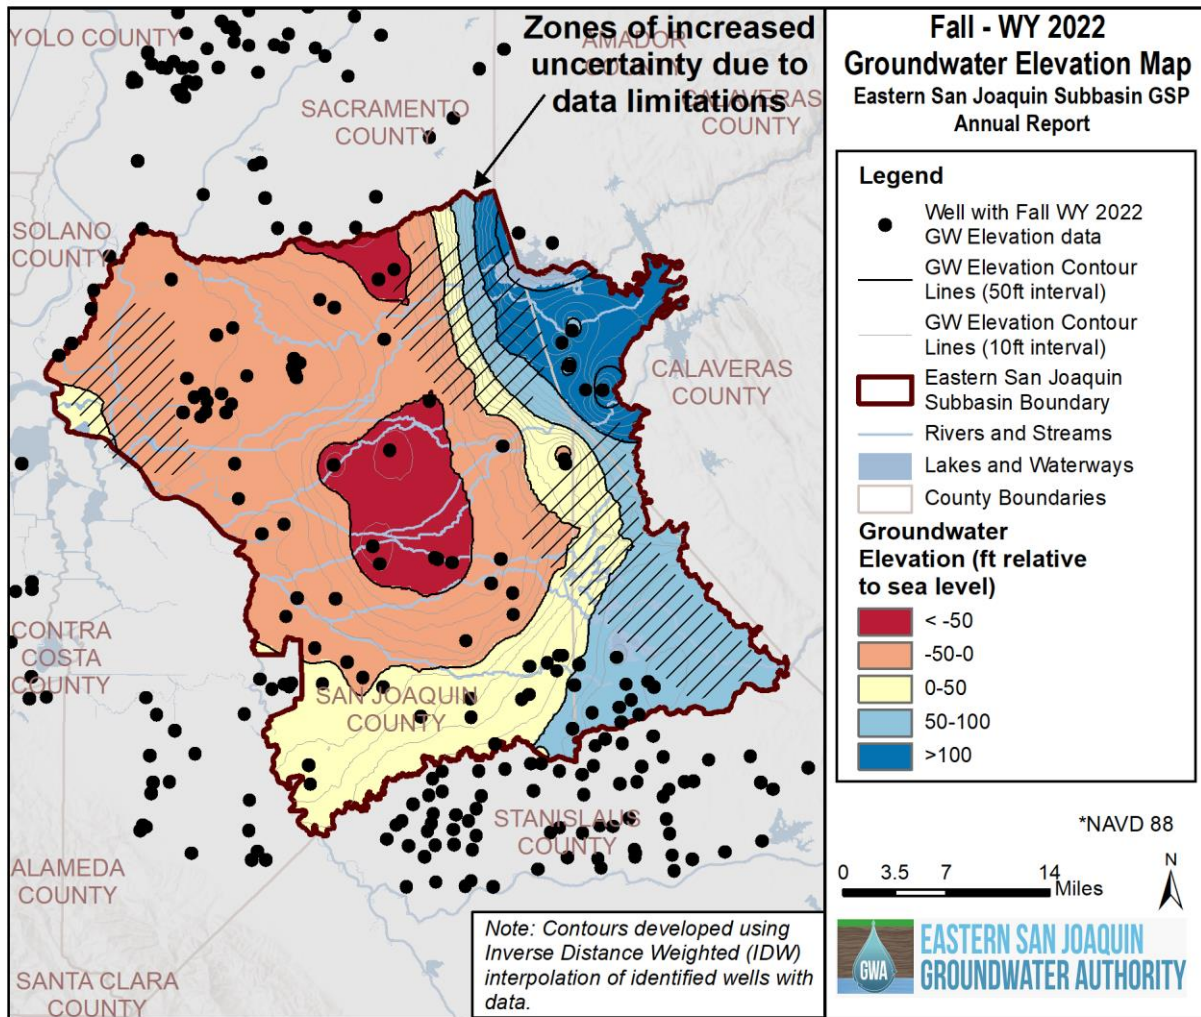 YOLO COUNTY
Zones of increased
uncertainty due to
data limitations
AMADOR
COUNTY
CALAVERAS
COUNTY
SACRAMENTO
COUNTY
SOLANO
COUNTY
CALAVERAS
COUNTY
CONTRA
COSTA
COUNTY
SAN JOAQUIN
COUNTY
STANISLAUS
COUNTY
ALAMEDA
COUNTY
SANTA CLARA
COUNTY
Note: Contours developed using
Inverse Distance Weighted (IDW)
interpolation of identified wells with
data.
Fall - WY 2022
Groundwater Elevation Map
Eastern San Joaquin Subbasin GSP
Annual Report
Legend
Well with Fall WY 2022
GW Elevation data
GW Elevation Contour
Lines (50ft interval)
GW Elevation Contour
Lines (10ft interval)
Eastern San Joaquin
Subbasin Boundary
Rivers and Streams
Lakes and Waterways
County Boundaries
Groundwater
Elevation (ft relative
to sea level)
< -50
-50-0
0-50
50-100
>100
*NAVD 88
0 3.5 7 14
Miles
N
GWA
EASTERN SAN JOAQUIN
GROUNDWATER AUTHORITY